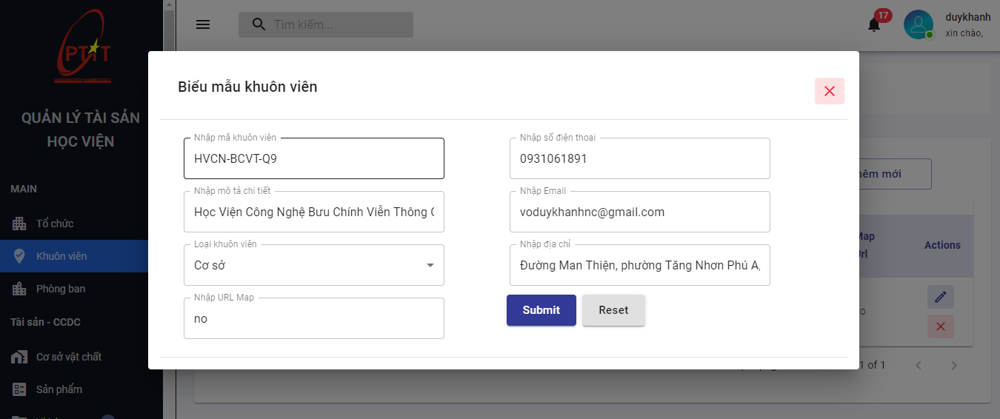 PTIT
QUẢN LÝ TÀI SẢN
HỌC VIỆN
MAIN
Tổ chức
Khuôn viên
Phòng ban
Tài sản - CCDC
Cơ sở vật chất
Sản phẩm
Tìm kiếm...
17
duykhanh
xin chào,
Biểu mẫu khuôn viên
Nhập mã khuôn viên
HVCN-BCVT-Q9
Nhập số điện thoại
0931061891
Nhập mô tả chi tiết
Học Viện Công Nghệ Bưu Chính Viễn Thông
Nhập Email
voduykhanhnc@gmail.com
Loại khuôn viên
Cơ sở
Nhập địa chỉ
Đường Man Thiện, phường Tăng Nhơn Phú A,
Nhập URL Map
no
Submit
Reset
mới
Map
Actions
1 of 1